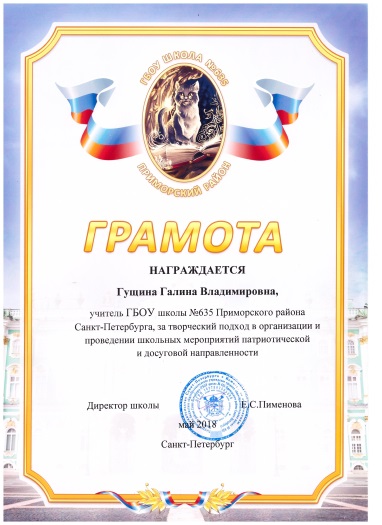 ГБОУ ШКОЛА №635
ПРИМОРСКИЙ РАЙОН
ГРАМОТА
НАГРАЖДАЕТСЯ
Гущина Галина Владимировна,
учитель ГБОУ школы №635 Приморского района
Санкт-Петербурга, за творческий подход в организации и
проведении школьных мероприятий патриотической
и досуговой направленности
Директор школы Е.С.Пименова
май 2018
Санкт-Петербург